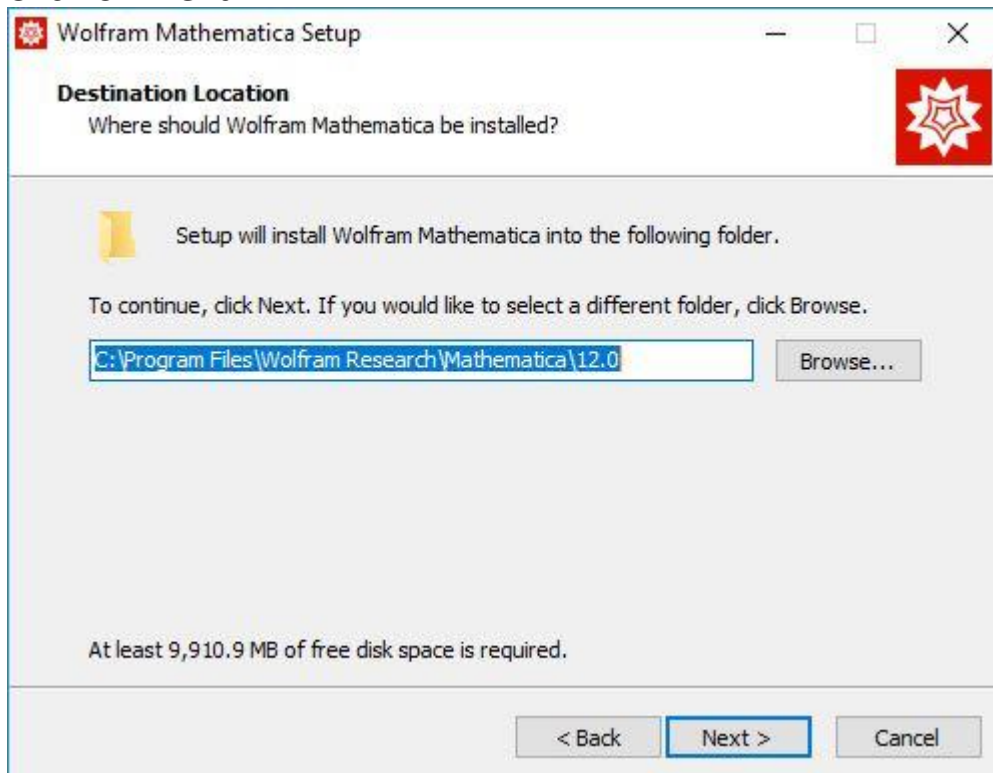 Wolfram Mathematica Setup
Destination Location
Where should Wolfram Mathematica be installed?
Setup will install Wolfram Mathematica into the following folder.
To continue, click Next. If you would like to select a different folder, click Browse.
C:\Program Files\Wolfram Research\Mathematica\12.0
Browse...
At least 9,910.9 MB of free disk space is required.
< Back
Next >
Cancel